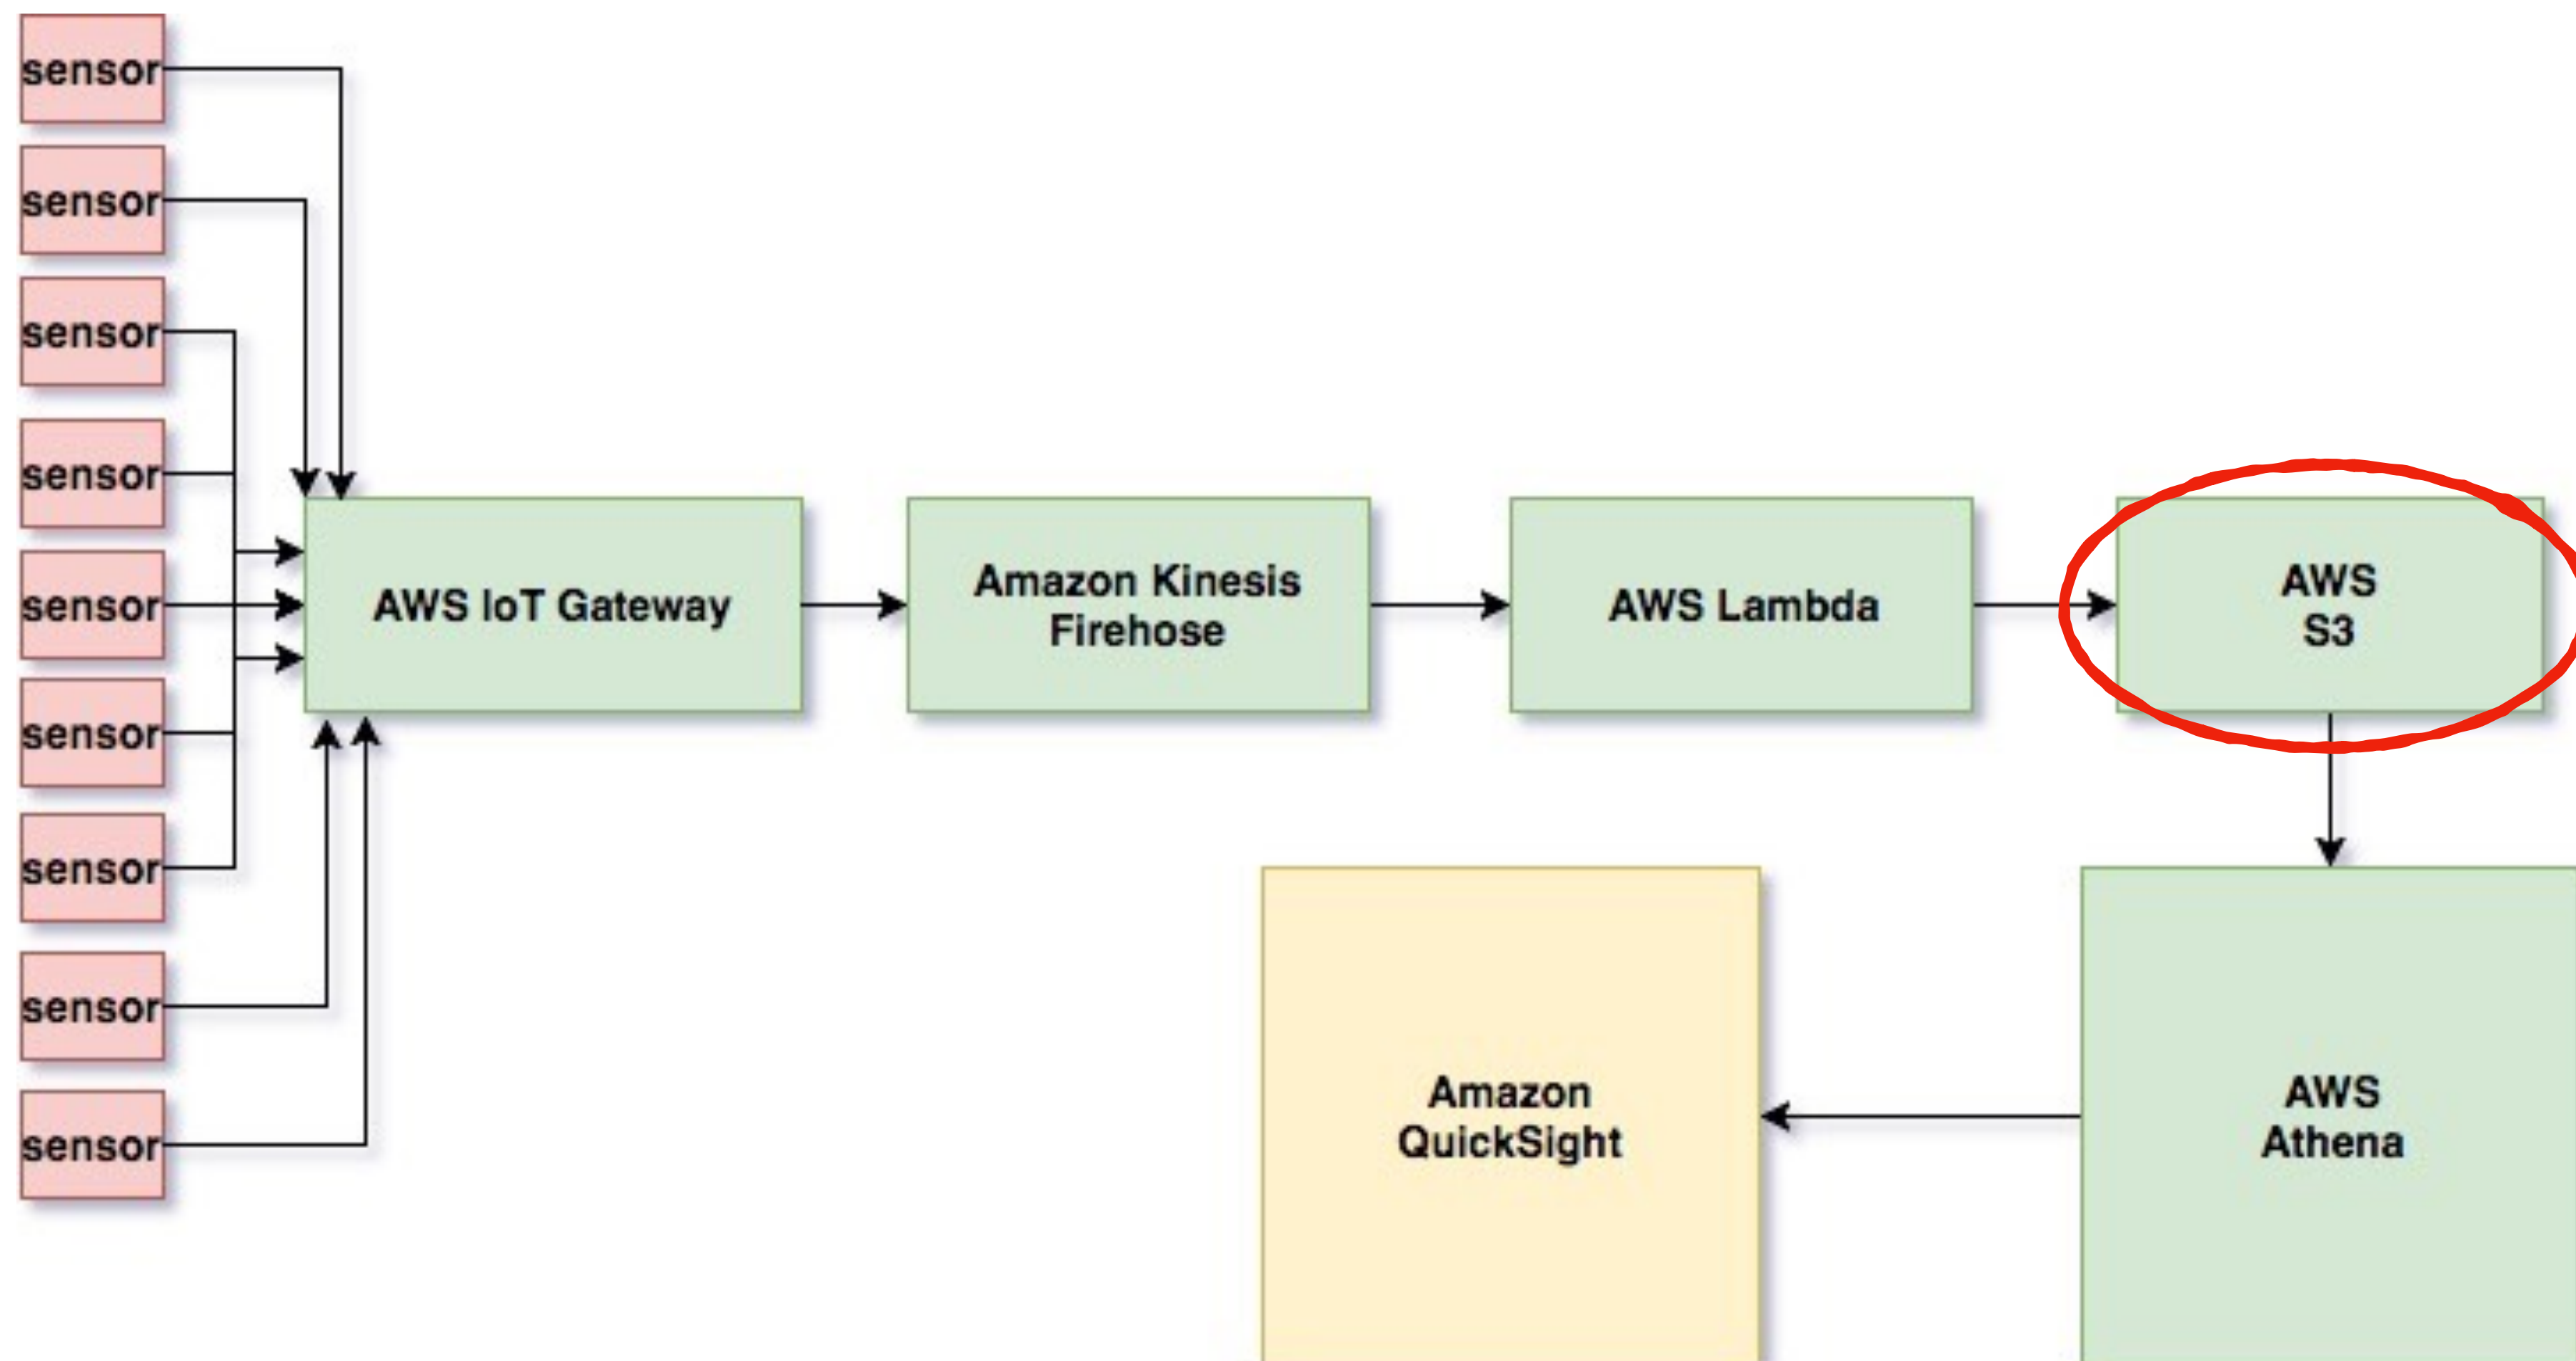 sensor
sensor
sensor
sensor
sensor
sensor
sensor
sensor
sensor
AWS IoT Gateway
Amazon Kinesis
Firehose
AWS Lambda
AWS
S3
Amazon
QuickSight
AWS
Athena